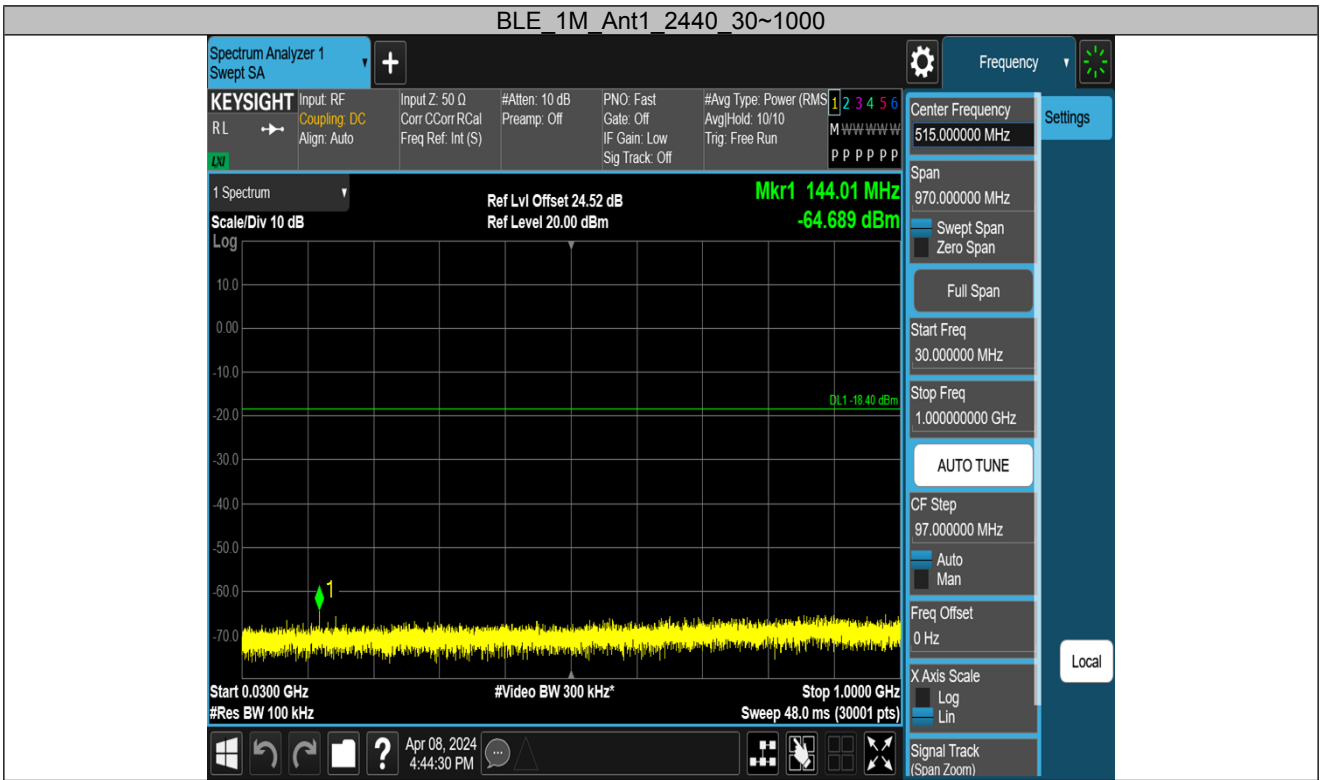 BLE_1M_Ant1_2440_30~1000
Spectrum Analyzer 1
Swept SA
+
Frequency
KEYSIGHT
RL
LXI
Input: RF
Coupling: DC
Align: Auto
Input Z: 50 Ω
Corr CCorr RCal
Freq Ref: Int (S)
#Atten: 10 dB
Preamp: Off
PNO: Fast
Gate: Off
IF Gain: Low
Sig Track: Off
#Avg Type: Power (RMS
Avg|Hold: 10/10
Trig: Free Run
1 2 3 4 5 6
M W W W W W
P P P P P P
1 Spectrum
Scale/Div 10 dB
Log
Ref Lvl Offset 24.52 dB
Ref Level 20.00 dBm
Mkr1 144.01 MHz
-64.689 dBm
10.0
0.00
-10.0
DL1 -18.40 dBm
-20.0
-30.0
-40.0
-50.0
-60.0
1
-70.0
Start 0.0300 GHz
#Video BW 300 kHz*
Stop 1.0000 GHz
#Res BW 100 kHz
Sweep 48.0 ms (30001 pts)
?
Apr 08, 2024
4:44:30 PM
Center Frequency
515.000000 MHz
Settings
Span
970.000000 MHz
Swept Span
Zero Span
Full Span
Start Freq
30.000000 MHz
Stop Freq
1.000000000 GHz
AUTO TUNE
CF Step
97.000000 MHz
Auto
Man
Freq Offset
0 Hz
X Axis Scale
Log
Lin
Local
Signal Track
(Span Zoom)